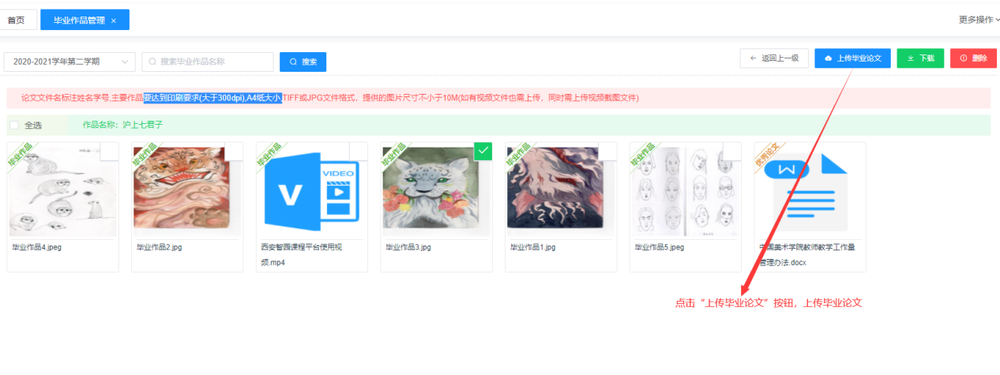 首页
毕业作品管理 ×
更多操作
2020-2021学年第二学期
搜索毕业作品名称
搜索
返回上一级
上传毕业论文
下载
删除
论文文件名标注姓名学号,主要作品要达到印刷要求(大于300dpi),A4纸大小,TIFF或JPG文件格式，提供的图片尺寸不小于10M(如有视频文件也需上传，同时需上传视频截图文件)
全选
作品名称：沪上七君子
毕业作品
毕业作品
毕业作品
VIDEO
V
毕业作品
毕业作品
毕业作品
优秀论文
W
毕业作品4.jpeg
毕业作品2.jpg
西安智园课程平台使用视
频.mp4
毕业作品3.jpg
毕业作品1.jpg
毕业作品5.jpeg
中国美术学院教师教学工作量
管理办法.docx
点击“上传毕业论文”按钮，上传毕业论文